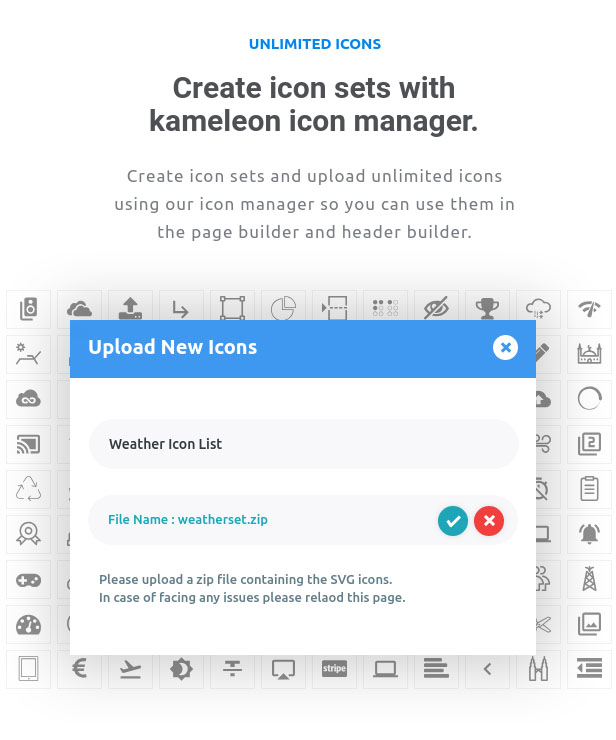 UNLIMITED ICONS
Create icon sets with
kameleon icon manager.
Create icon sets and upload unlimited icons
using our icon manager so you can use them in
the page builder and header builder.
Upload New Icons
Weather Icon List
2
File Name : weatherset.zip
Please upload a zip file containing the SVG icons.
In case of facing any issues please relaod this page.
stripe